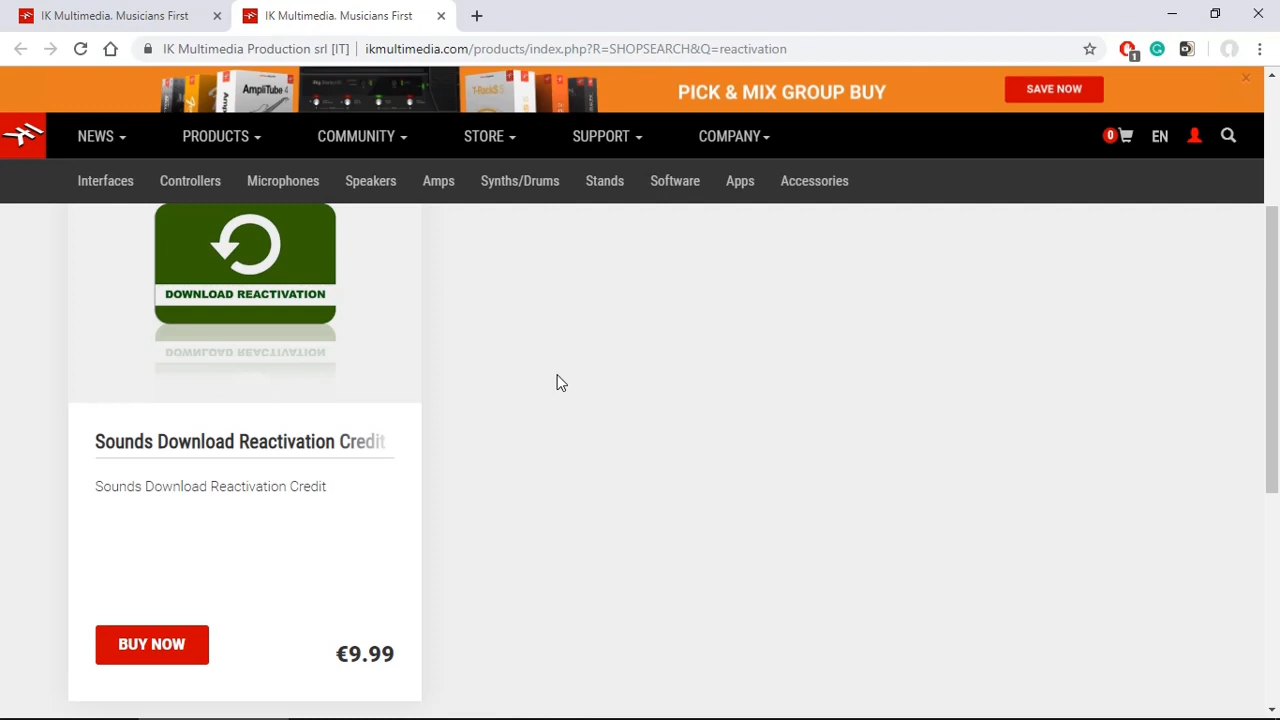 IK Multimedia. Musicians First
IK Multimedia. Musicians First
IK Multimedia Production srl [IT] | ikmultimedia.com/products/index.php?R=SHOPSEARCH&Q=reactivation
1
AmpliTube 4
T-RackS 5
PICK & MIX GROUP BUY
SAVE NOW
NEWS PRODUCTS COMMUNITY STORE SUPPORT COMPANY 0 EN
Interfaces Controllers Microphones Speakers Amps Synths/Drums Stands Software Apps Accessories
DOWNLOAD REACTIVATION
DOWNLOAD REACTIVATION
Sounds Download Reactivation Credit
Sounds Download Reactivation Credit
BUY NOW
€9.99